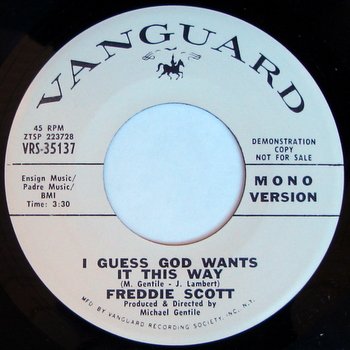 VANGUARD
45 RPM
ZTSP 223728
VRS-35137
DEMONSTRATION
COPY
NOT FOR SALE
Ensign Music/
Padre Music/
BMI
Time: 3:30
MONO
VERSION
I GUESS GOD WANTS
IT THIS WAY
(M. Gentile - J. Lambert)
FREDDIE SCOTT
Produced & Directed by
Michael Gentile
MFD BY VANGUARD RECORDING SOCIETY, INC. N.Y.